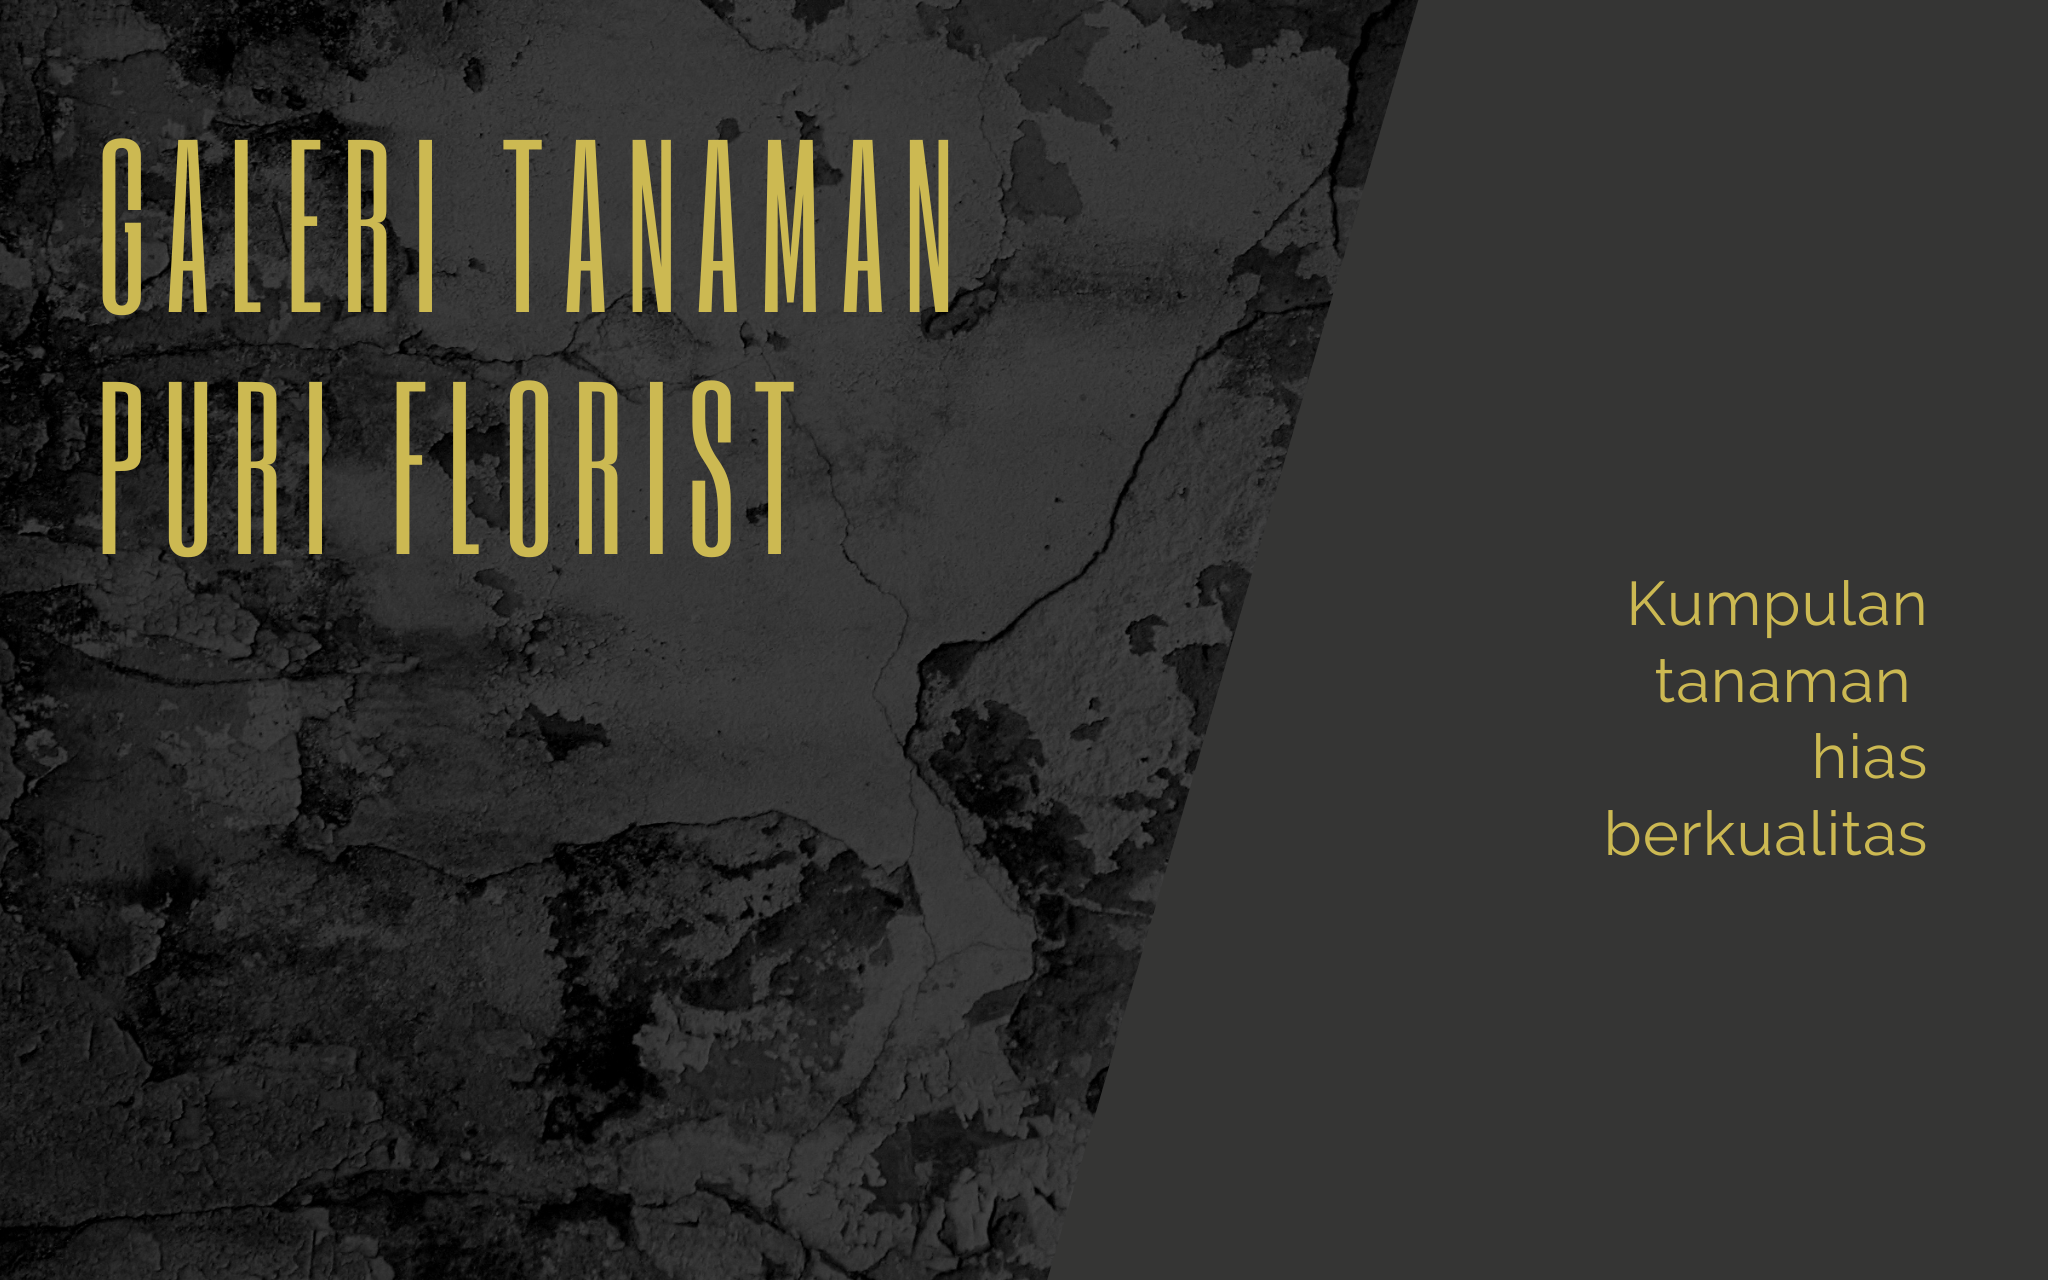 GALERI TANAMAN
PURI FLORIST
Kumpulan
tanaman
hias
berkualitas